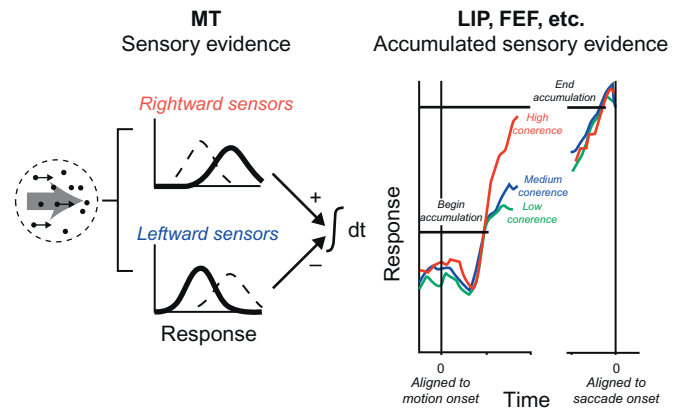 MT
Sensory evidence
Rightward sensors
+
Leftward sensors
∫ dt
–
Response
LIP, FEF, etc.
Accumulated sensory evidence
End
accumulation
High
conerence
Medium
conerence
Low
conerence
Begin
accumulation
Response
0
Aligned to
motion onset
Time
0
Aligned to
saccade onset